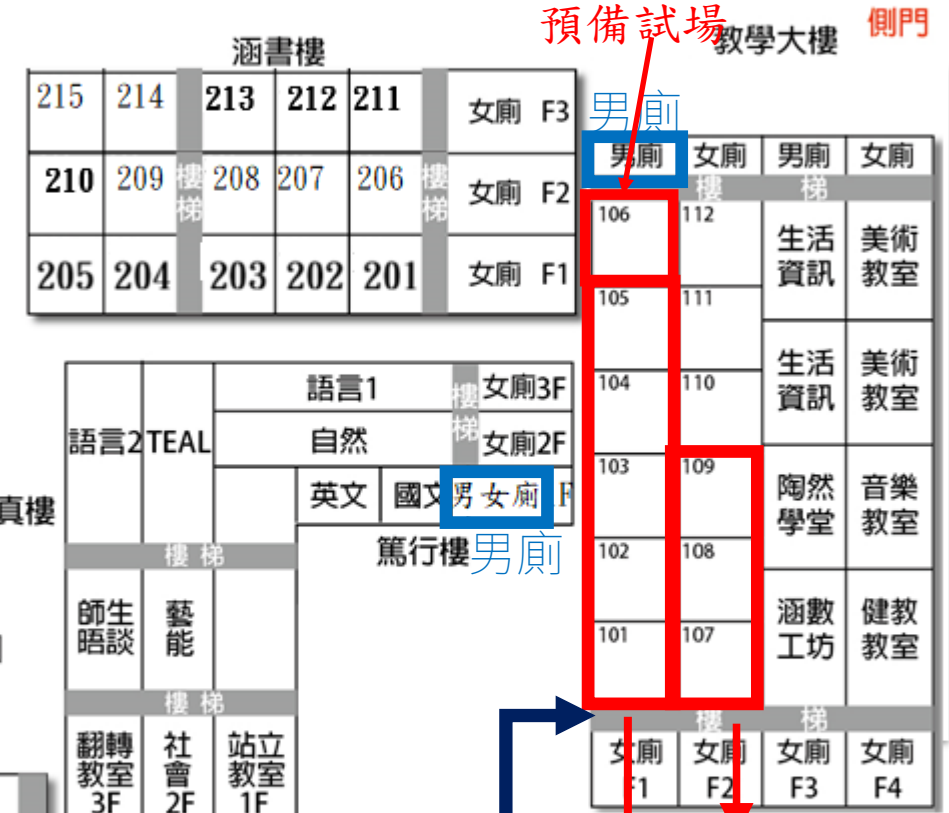 預備試場
側門
教學大樓
涵書樓
215 214 213 212 211 女廁 F3
210 209 208 207 206 女廁 F2
樓梯 樓梯
205 204 203 202 201 女廁 F1
男廁
男廁 女廁 男廁 女廁
樓 梯
106 112 生活資訊 美術教室
105 111
104 110 生活資訊 美術教室
103 109 陶然學堂 音樂教室
102 108
101 107 涵數工坊 健教教室
樓 梯
女廁 F1 女廁 F2 女廁 F3 女廁 F4
語言2 TEAL
語言1 樓梯 女廁3F
自然 女廁2F
英文 國文 男女廁 F
真樓
篤行樓
男廁
樓 梯
師生晤談 藝能
樓 梯
翻轉教室3F 社會2F 站立教室1F